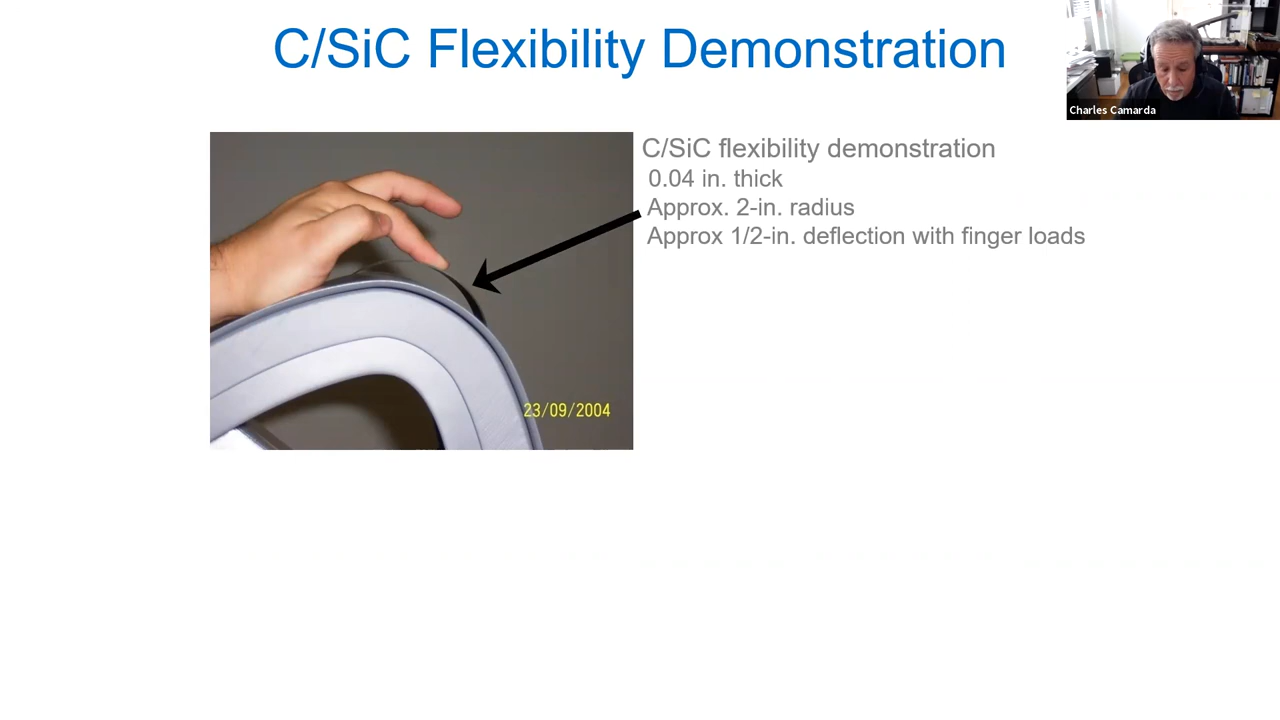 C/SiC Flexibility Demonstration
Charles Camarda
C/SiC flexibility demonstration
0.04 in. thick
Approx. 2-in. radius
Approx 1/2-in. deflection with finger loads
23/09/2004